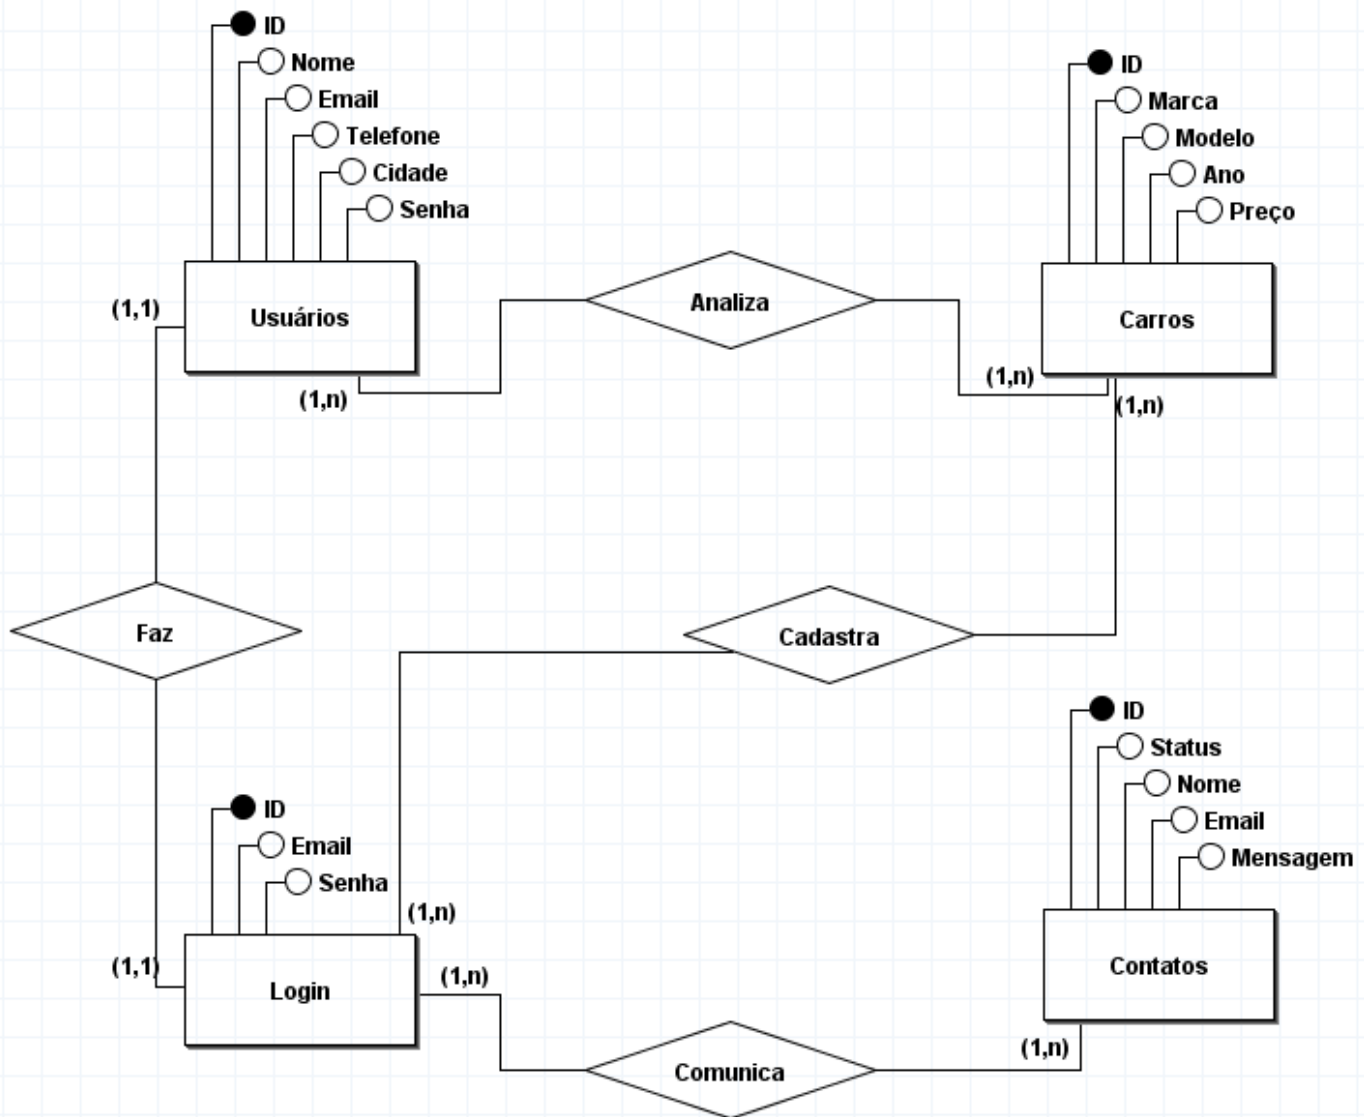 ID
Nome
Email
Telefone
Cidade
Senha
Usuários
(1,1)
(1,n)
Analiza
ID
Marca
Modelo
Ano
Preço
Carros
(1,n)
(1,n)
Faz
Cadastra
ID
Email
Senha
Login
(1,1)
(1,n)
(1,n)
Comunica
ID
Status
Nome
Email
Mensagem
Contatos
(1,n)